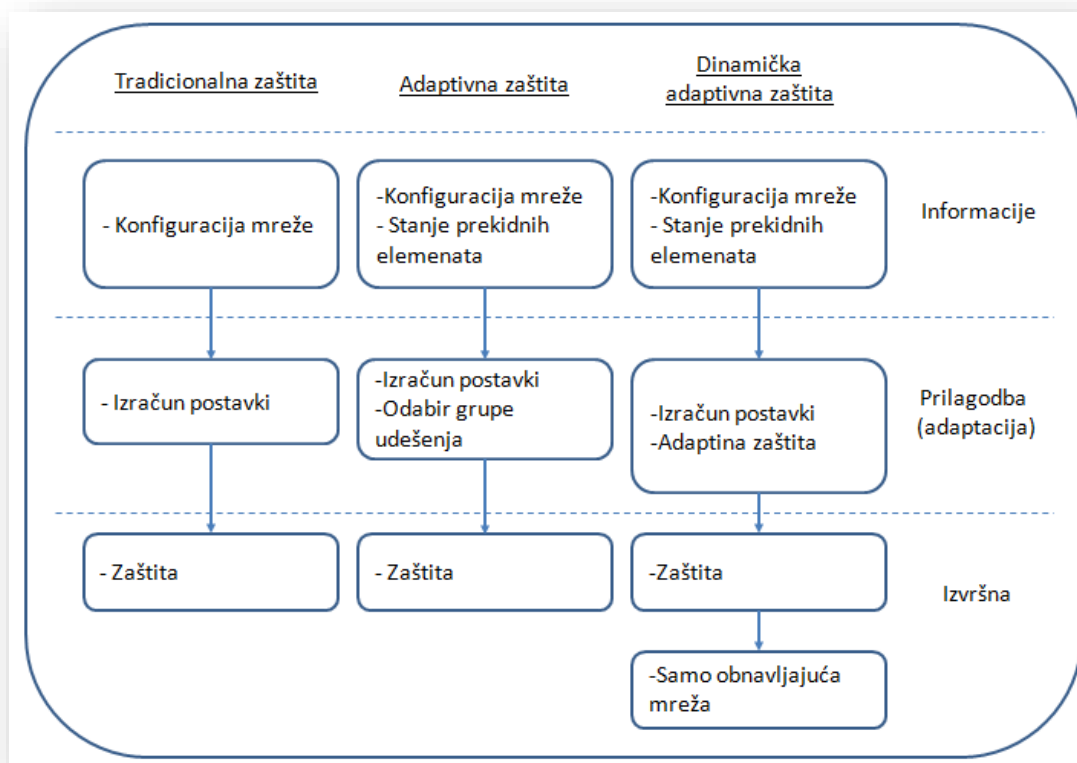 Tradicionalna zaštita
Adaptivna zaštita
Dinamička
adaptivna zaštita
- Konfiguracija mreže
-Konfiguracija mreže
- Stanje prekidnih
elemenata
-Konfiguracija mreže
- Stanje prekidnih
elemenata
Informacije
- Izračun postavki
-Izračun postavki
-Odabir grupe
udešenja
-Izračun postavki
-Adaptina zaštita
Prilagodba
(adaptacija)
- Zaštita
- Zaštita
-Zaštita
Izvršna
-Samo obnavljajuća
mreža